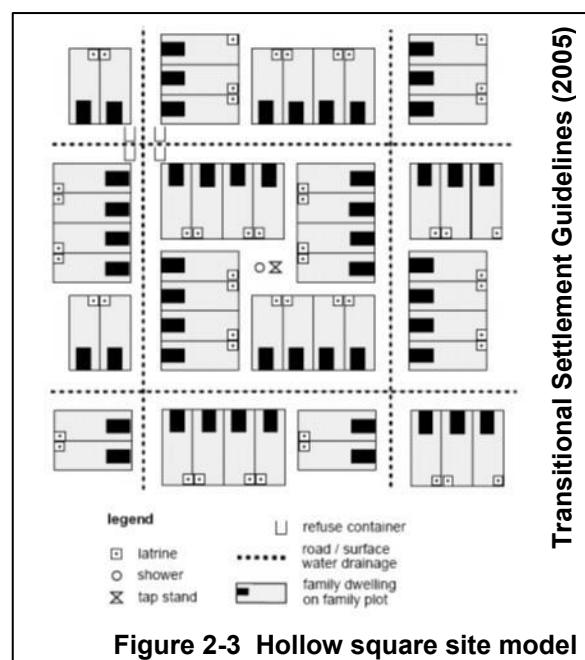 Transitional Settlement Guidelines (2005)
legend
latrine
shower
tap stand
refuse container
road / surface
water drainage
family dwelling
on family plot
Figure 2-3 Hollow square site model